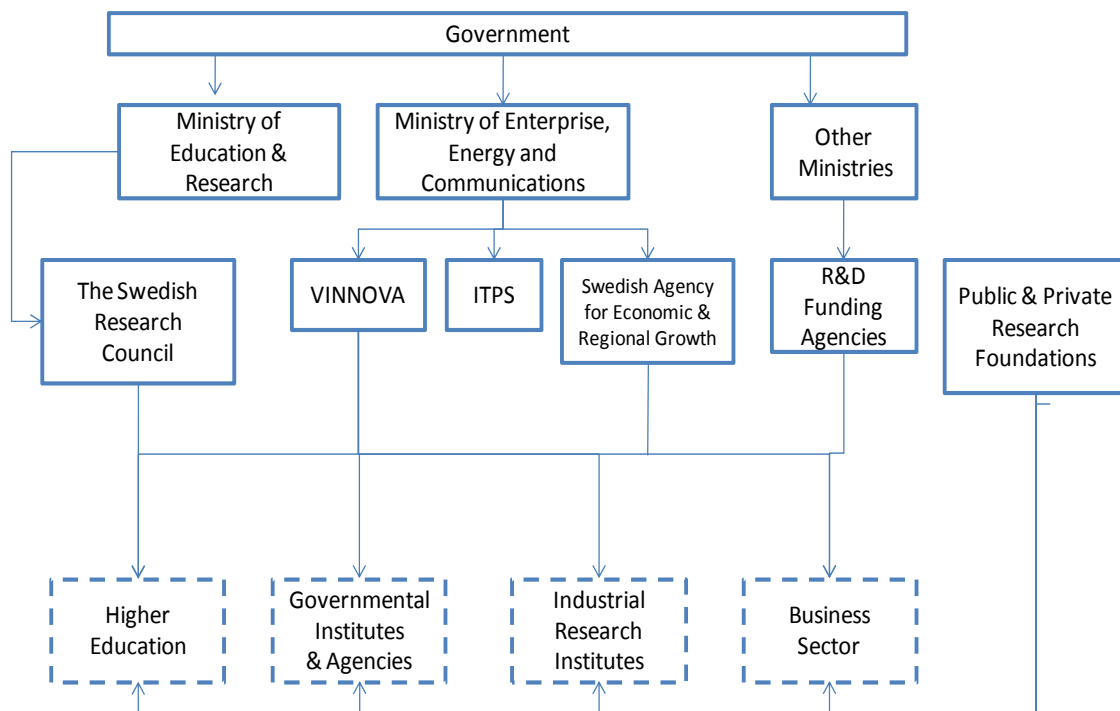 Government
Ministry of
Education &
Research
Ministry of Enterprise,
Energy and
Communications
Other
Ministries
The Swedish
Research
Council
VINNOVA
ITPS
Swedish Agency
for Economic &
Regional Growth
R&D
Funding
Agencies
Public & Private
Research
Foundations
Higher
Education
Governmental
Institutes
& Agencies
Industrial
Research
Institutes
Business
Sector